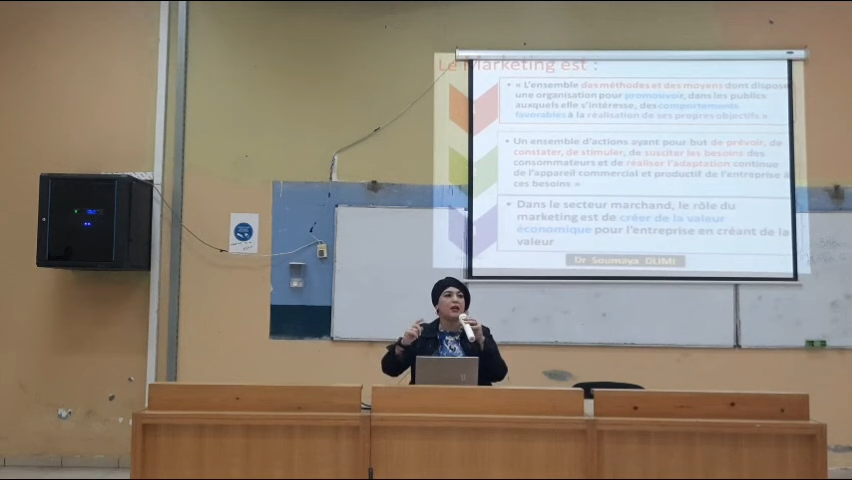 Le Marketing est :
• « L'ensemble des méthodes et des moyens dont dispose
une organisation pour promouvoir, dans les publics
auxquels elle s'intéresse, des comportements
favorables à la réalisation de ses propres objectifs ».
Un ensemble d'actions ayant pour but de prévoir, de
constater, de stimuler, de susciter les besoins des
consommateurs et de réaliser l'adaptation continue
de l'appareil commercial et productif de l'entreprise à
ces besoins »
• Dans le secteur marchand, le rôle du
marketing est de créer de la valeur
économique pour l'entreprise en créant de la
valeur
Dr Soumaya DLIMI